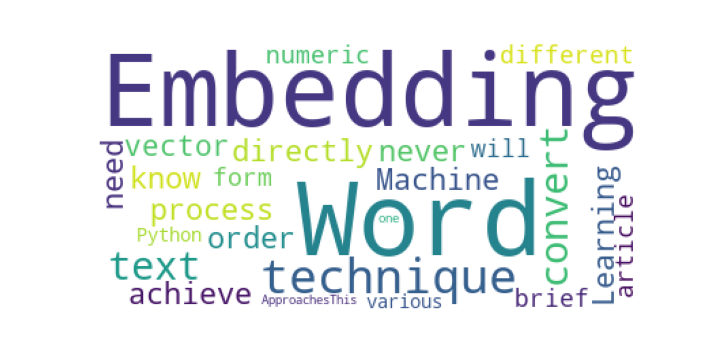 numeric different
Embedding
need vector directly never will convert
know form Machine Learning
process Word article
Python order one
text technique
achieve ApproachesThis various brief